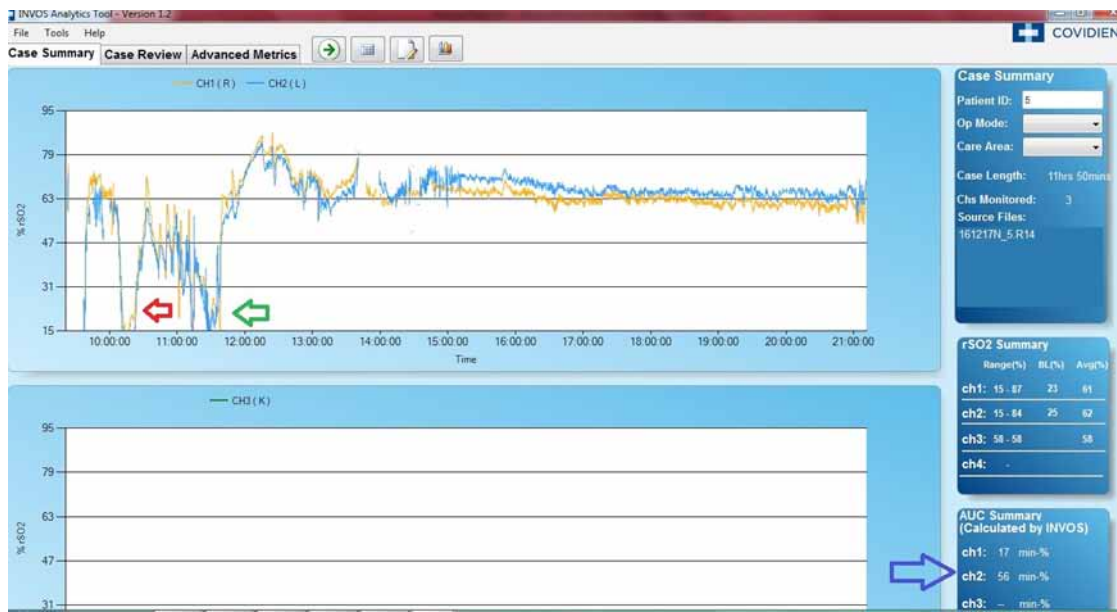 INVOS Analytics Tool - Version 1.2
File Tools Help
COVIDIEN
Case Summary Case Review Advanced Metrics
CH1 ( R ) CH2 ( L )
95
79
63
47
31
15
% rSO2
10:00:00 11:00:00 12:00:00 13:00:00 14:00:00 15:00:00 16:00:00 17:00:00 18:00:00 19:00:00 20:00:00 21:00:00
Time
CH3 ( K )
95
79
63
47
31
% rSO2
Case Summary
Patient ID: 5
Op Mode:
Care Area:
Case Length: 11hrs 50mins
Chs Monitored: 3
Source Files:
161217N_5.R14
rSO2 Summary
Range(%) BL(%) Avg(%)
ch1: 15 - 87 23 61
ch2: 15 - 84 25 62
ch3: 58 - 58 58
ch4: -
AUC Summary
(Calculated by INVOS)
ch1: 17 min-%
ch2: 56 min-%
ch3: -- min-%